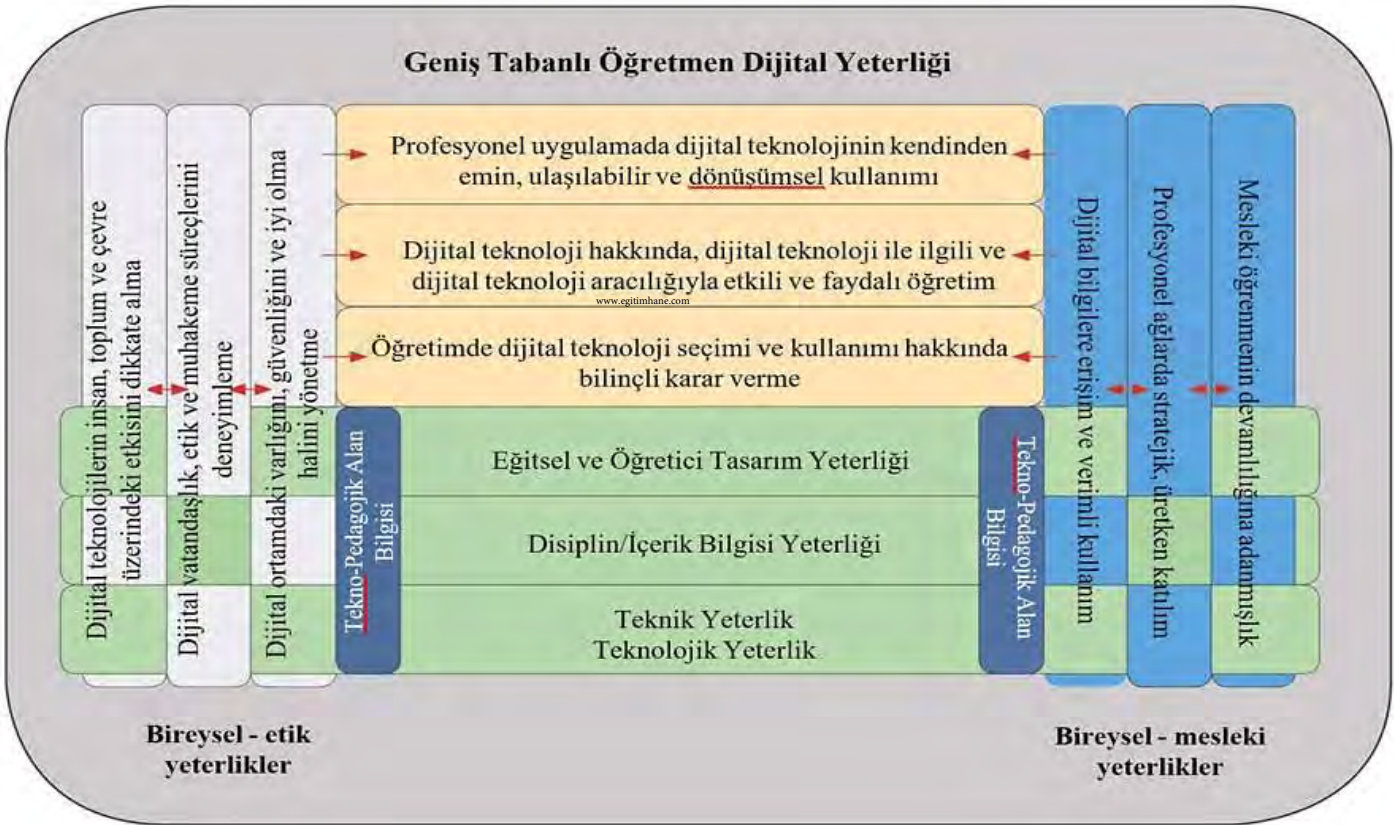 Geniş Tabanlı Öğretmen Dijital Yeterliği
Dijital teknolojilerin insan, toplum ve çevre
üzerindeki etkisini dikkate alma
Dijital vatandaşlık, etik ve muhakeme süreçlerini
deneyimleme
Dijital ortamdaki varlığını, güvenliğini ve iyi olma
halini yönetme
Profesyonel uygulamada dijital teknolojinin kendinden
emin, ulaşılabilir ve dönüşümsel kullanımı
Dijital teknoloji hakkında, dijital teknoloji ile ilgili ve
dijital teknoloji aracılığıyla etkili ve faydalı öğretim
www.egitimhane.com
Öğretimde dijital teknoloji seçimi ve kullanımı hakkında
bilinçli karar verme
Tekno-Pedagojik Alan
Bilgisi
Eğitsel ve Öğretici Tasarım Yeterliği
Disiplin/İçerik Bilgisi Yeterliği
Teknik Yeterlik
Teknolojik Yeterlik
Tekno-Pedagojik Alan
Bilgisi
Dijital bilgilere erişim ve verimli kullanım
Profesyonel ağlarda stratejik, üretken katılım
Mesleki öğrenmenin devamlılığına adanmışlık
Bireysel - etik
yeterlikler
Bireysel - mesleki
yeterlikler